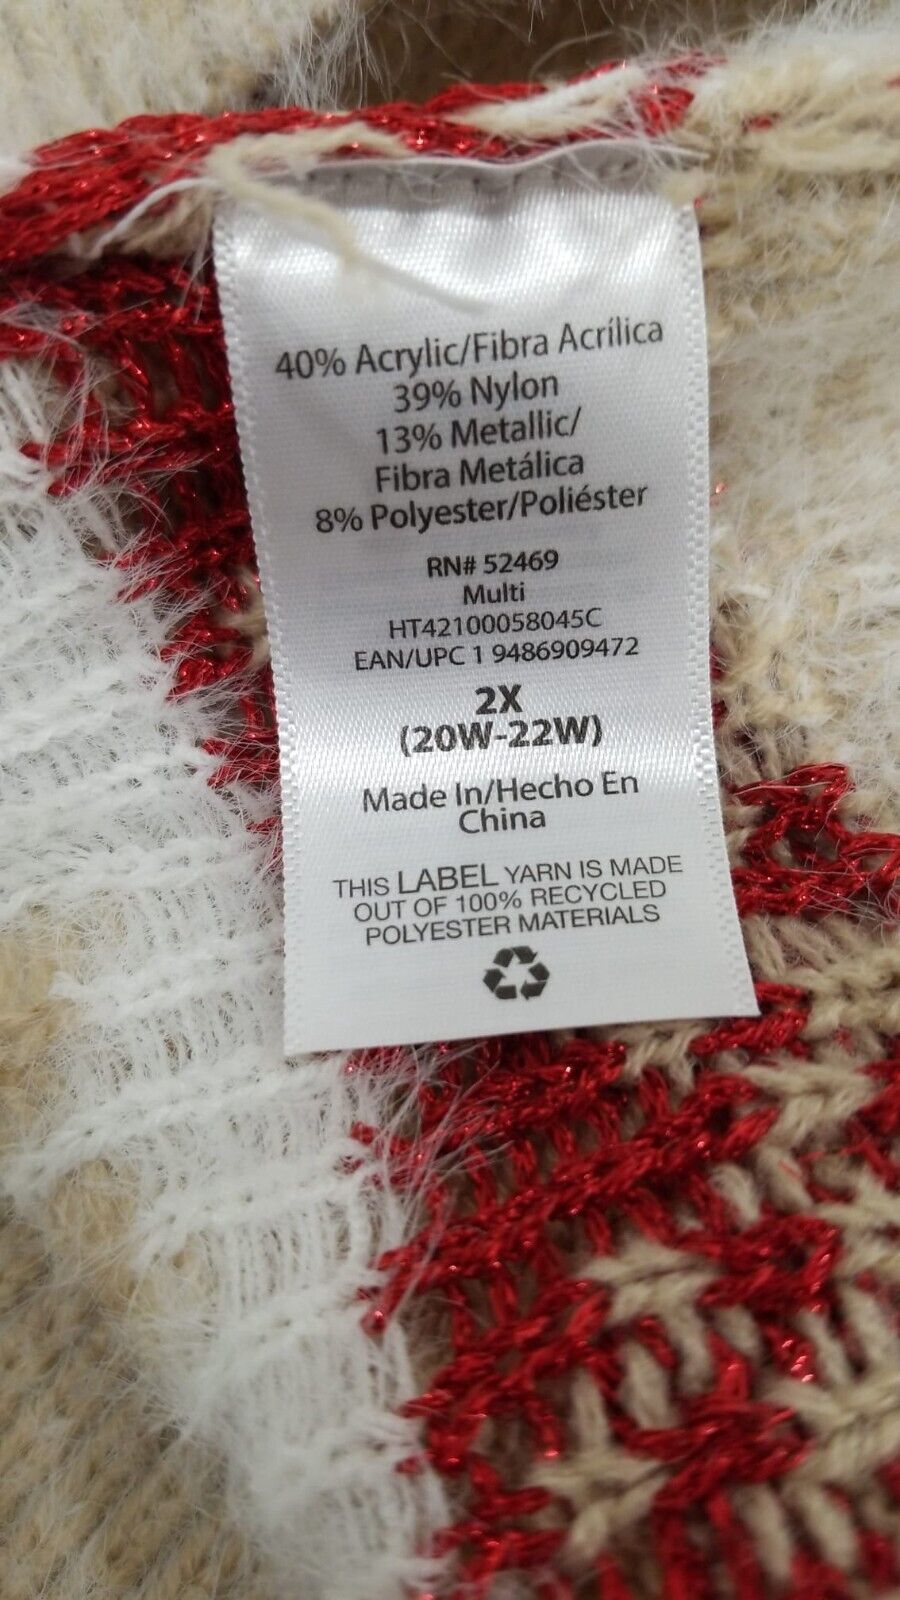 40% Acrylic/Fibra Acrílica
39% Nylon
13% Metallic/
Fibra Metálica
8% Polyester/Poliéster
RN# 52469
Multi
HT42100058045C
EAN/UPC 1 9486909472
2X
(20W-22W)
Made In/Hecho En
China
THIS LABEL YARN IS MADE
OUT OF 100% RECYCLED
POLYESTER MATERIALS